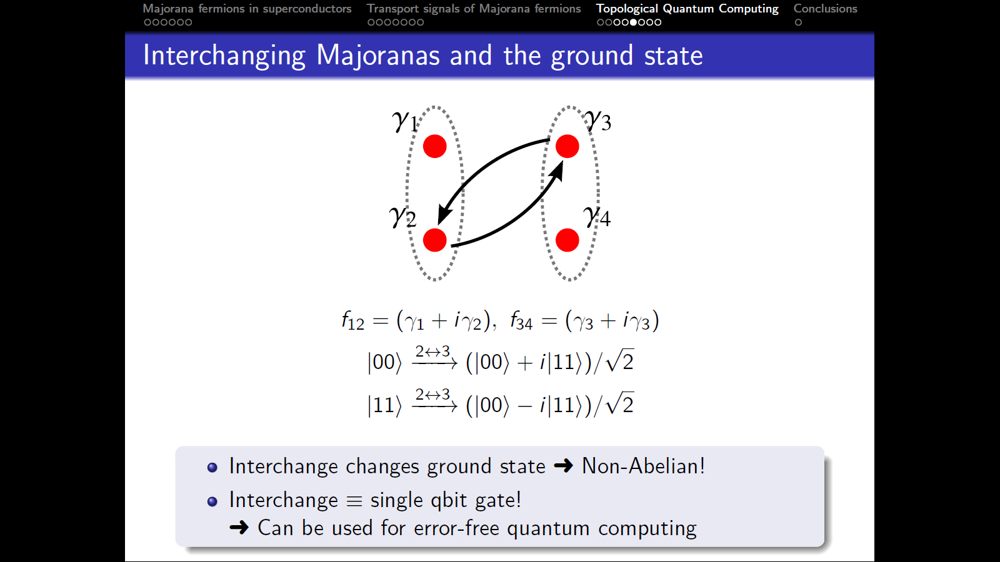 Majorana fermions in superconductors Transport signals of Majorana fermions Topological Quantum Computing Conclusions
Interchanging Majoranas and the ground state
γ1 γ3
γ2 γ4
f12 = (γ1 + iγ2), f34 = (γ3 + iγ3)
|00⟩ 2↔3⟶ (|00⟩ + i|11⟩)/√2
|11⟩ 2↔3⟶ (|00⟩ − i|11⟩)/√2
Interchange changes ground state ➜ Non-Abelian!
Interchange ≡ single qbit gate!
➜ Can be used for error-free quantum computing